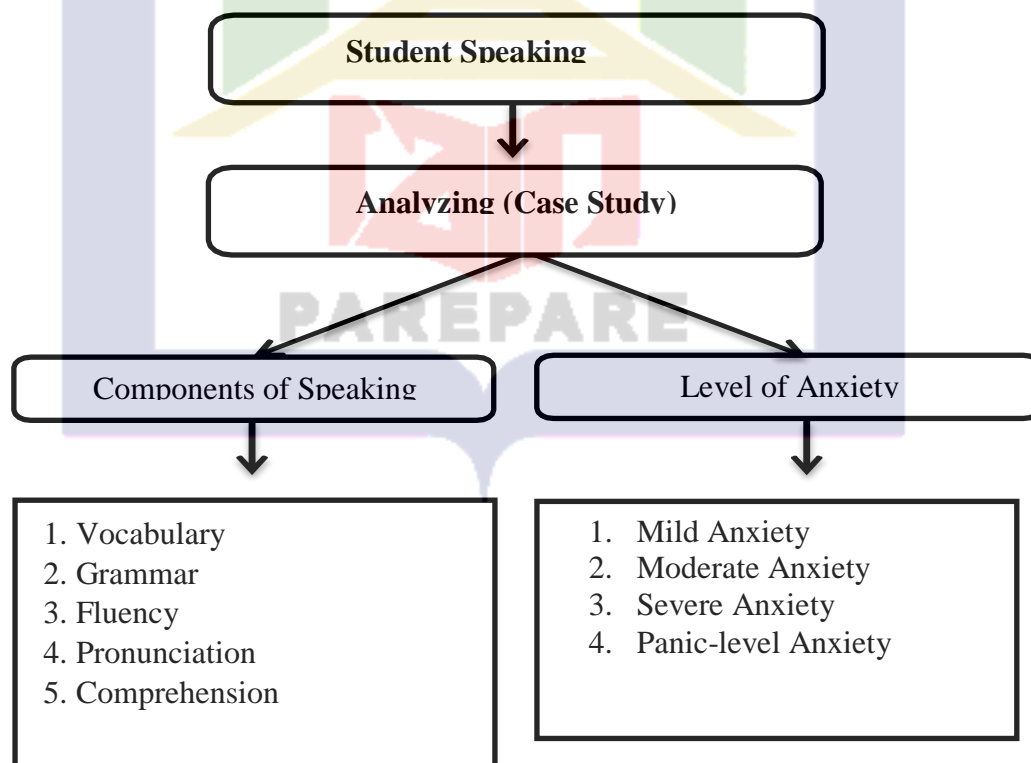 Student Speaking
Analyzing (Case Study)
PAREPARE
Components of Speaking
Level of Anxiety
1. Vocabulary
2. Grammar
3. Fluency
4. Pronunciation
5. Comprehension
1. Mild Anxiety
2. Moderate Anxiety
3. Severe Anxiety
4. Panic-level Anxiety